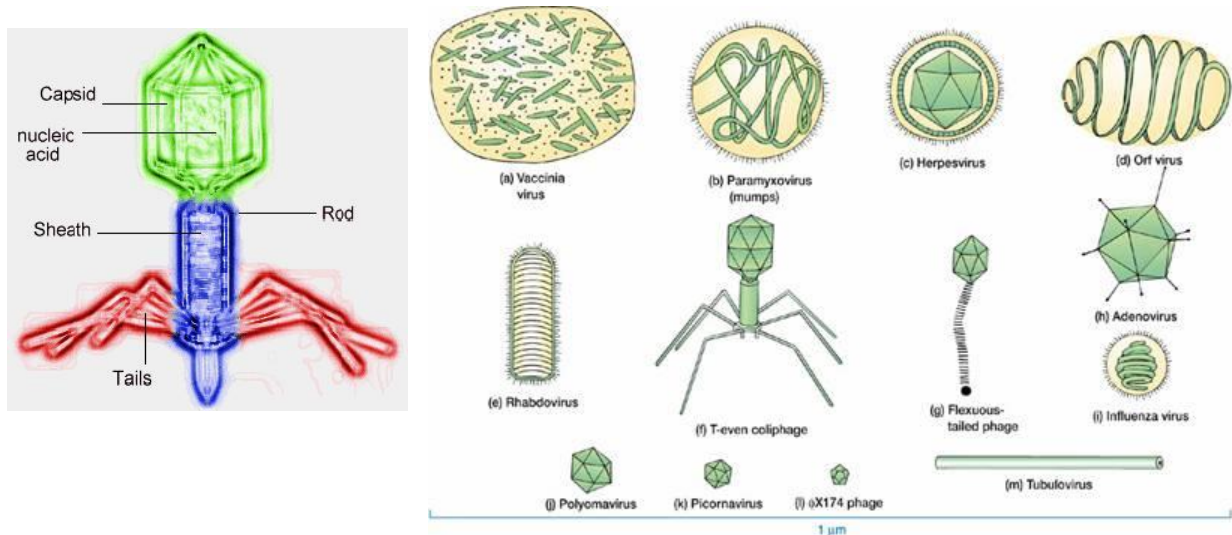 Capsid
nucleic
acid
Sheath
Rod
Tails
(a) Vaccinia
virus
(b) Paramyxovirus
(mumps)
(c) Herpesvirus
(d) Orf virus
(e) Rhabdovirus
(f) T-even coliphage
(g) Flexuous-
tailed phage
(h) Adenovirus
(i) Influenza virus
(j) Polyomavirus
(k) Picornavirus
(l) ϕX174 phage
(m) Tubulovirus
1 μm